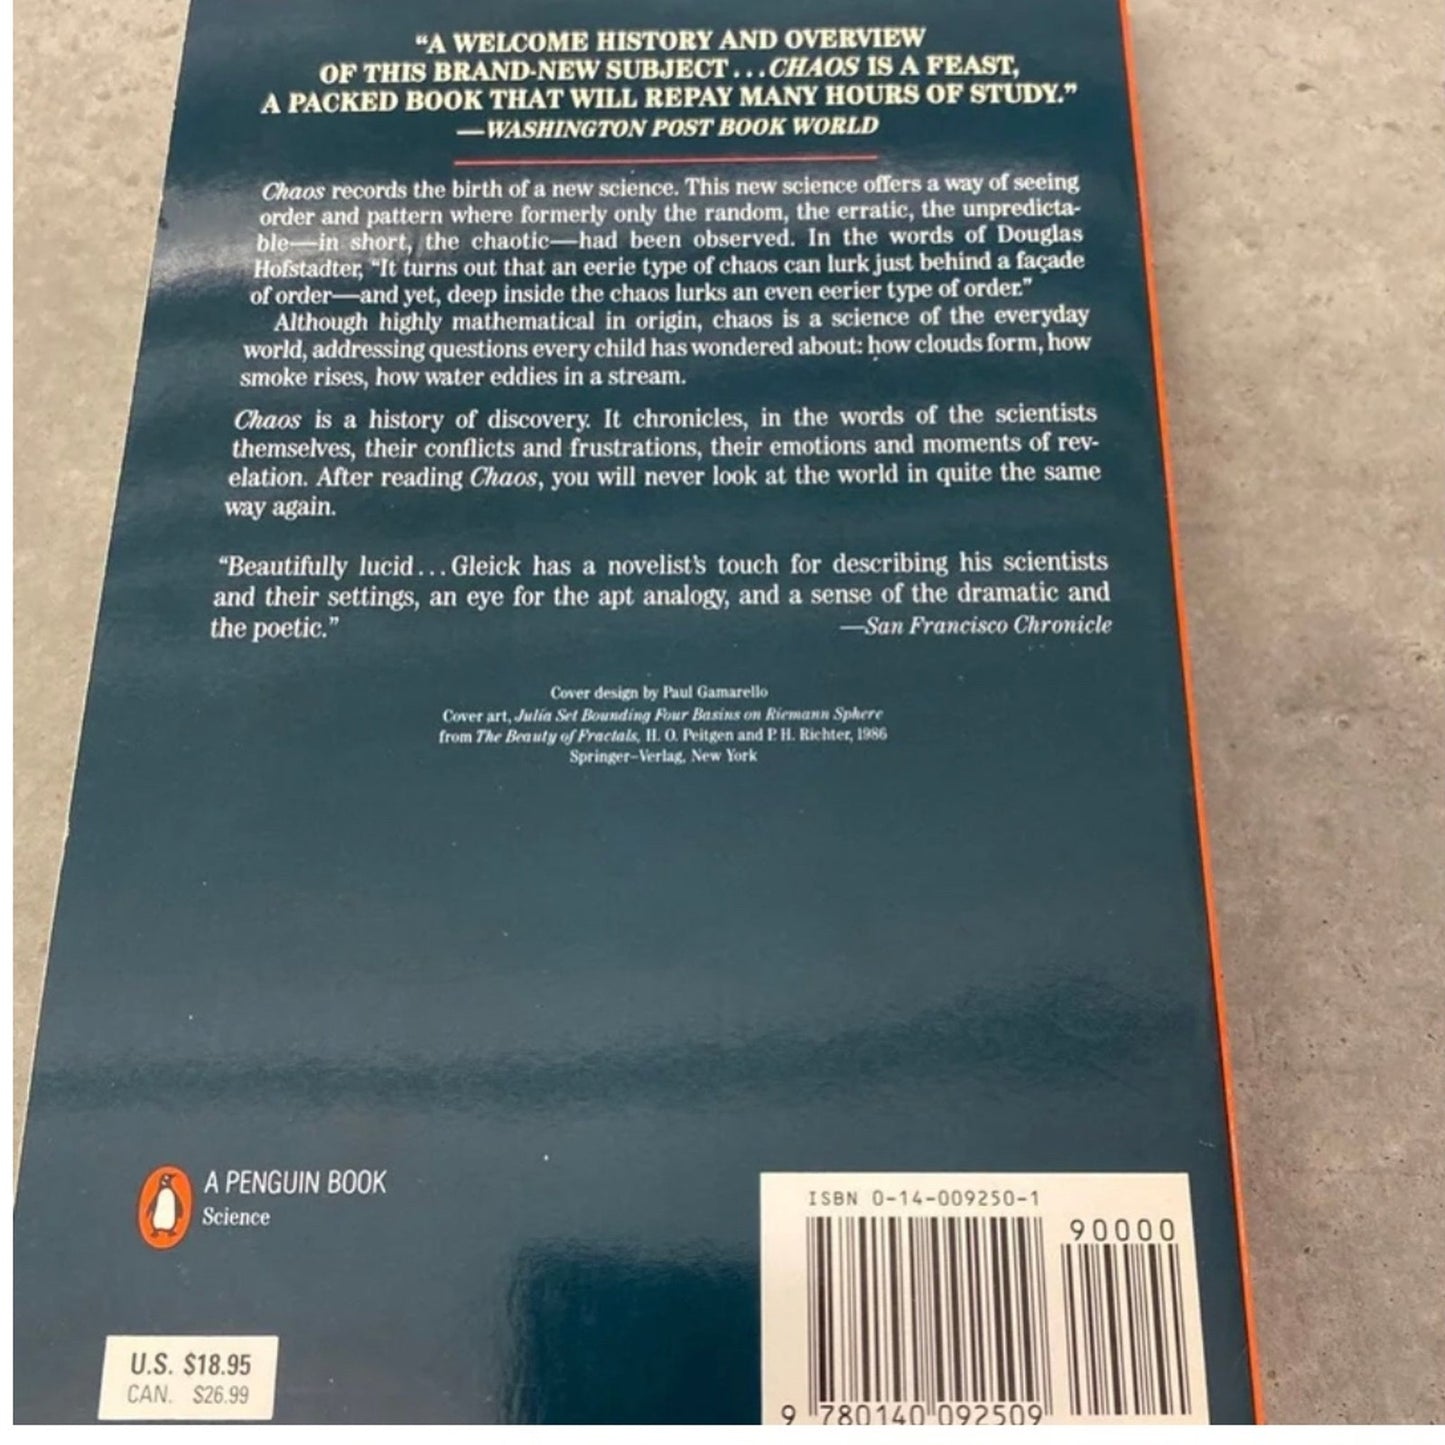 “A WELCOME HISTORY AND OVERVIEW
OF THIS BRAND-NEW SUBJECT...CHAOS IS A FEAST,
A PACKED BOOK THAT WILL REPAY MANY HOURS OF STUDY.”
—WASHINGTON POST BOOK WORLD
Chaos records the birth of a new science. This new science offers a way of seeing
order and pattern where formerly only the random, the erratic, the unpredicta-
ble—in short, the chaotic—had been observed. In the words of Douglas
Hofstadter, “It turns out that an eerie type of chaos can lurk just behind a façade
of order—and yet, deep inside the chaos lurks an even eerier type of order.”
Although highly mathematical in origin, chaos is a science of the everyday
world, addressing questions every child has wondered about: how clouds form, how
smoke rises, how water eddies in a stream.
Chaos is a history of discovery. It chronicles, in the words of the scientists
themselves, their conflicts and frustrations, their emotions and moments of rev-
elation. After reading Chaos, you will never look at the world in quite the same
way again.
“Beautifully lucid...Gleick has a novelist’s touch for describing his scientists
and their settings, an eye for the apt analogy, and a sense of the dramatic and
the poetic.” —San Francisco Chronicle
Cover design by Paul Gamarello
Cover art, Julia Set Bounding Four Basins on Riemann Sphere
from The Beauty of Fractals, H. O. Peitgen and P. H. Richter, 1986
Springer-Verlag, New York
A PENGUIN BOOK
Science
ISBN 0-14-009250-1
90000
U.S. $18.95
CAN. $26.99
9 780140 092509